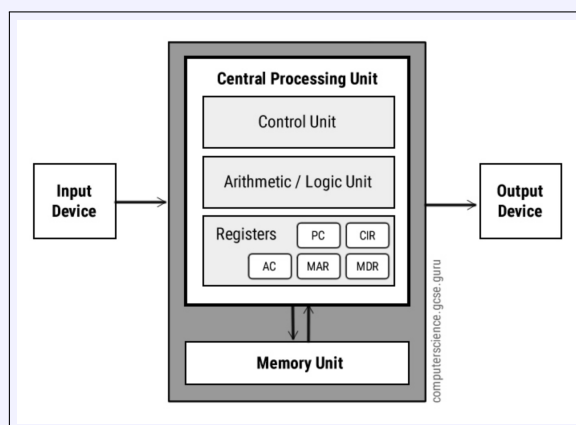 Central Processing Unit
Control Unit
Arithmetic / Logic Unit
Registers
PC
CIR
AC
MAR
MDR
Input
Device
Output
Device
Memory Unit
computerscience.gcse.guru